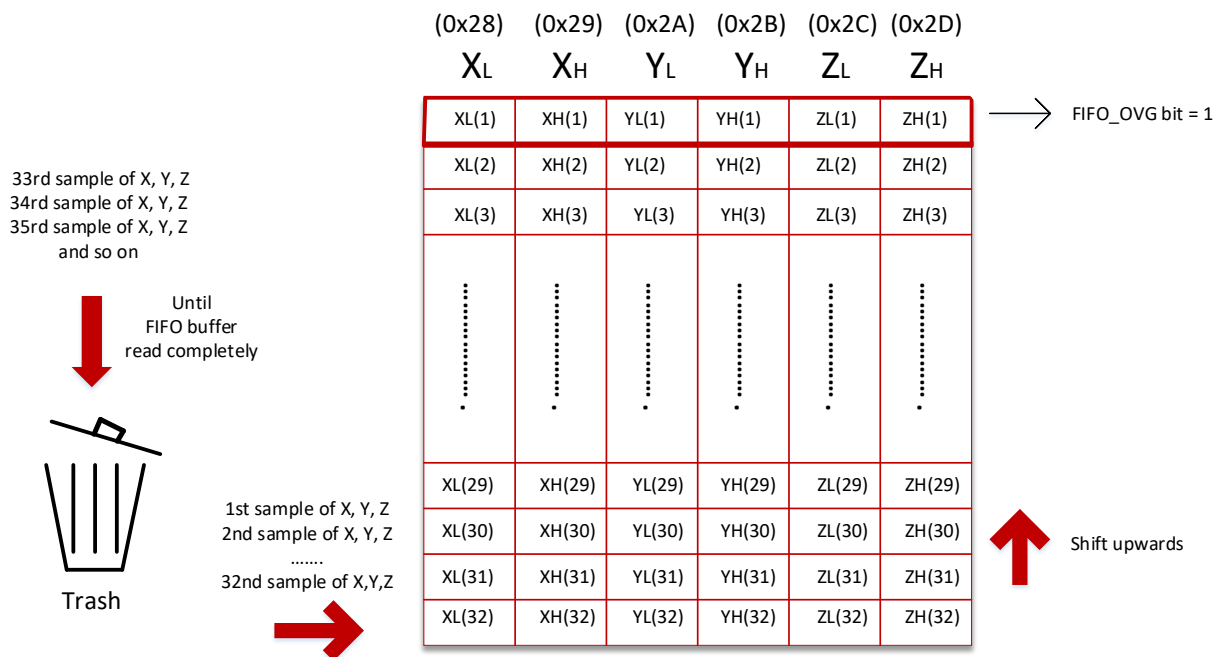 (0x28) (0x29) (0x2A) (0x2B) (0x2C) (0x2D)
XL XH YL YH ZL ZH
XL(1) XH(1) YL(1) YH(1) ZL(1) ZH(1)
FIFO_OVG bit = 1
XL(2) XH(2) YL(2) YH(2) ZL(2) ZH(2)
XL(3) XH(3) YL(3) YH(3) ZL(3) ZH(3)
33rd sample of X, Y, Z
34rd sample of X, Y, Z
35rd sample of X, Y, Z
and so on
Until
FIFO buffer
read completely
Trash
XL(29) XH(29) YL(29) YH(29) ZL(29) ZH(29)
XL(30) XH(30) YL(30) YH(30) ZL(30) ZH(30)
XL(31) XH(31) YL(31) YH(31) ZL(31) ZH(31)
XL(32) XH(32) YL(32) YH(32) ZL(32) ZH(32)
1st sample of X, Y, Z
2nd sample of X, Y, Z
.......
32nd sample of X,Y,Z
Shift upwards